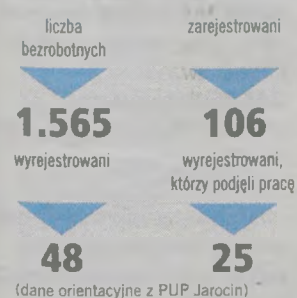 liczba
bezrobotnych
zarejestrowani
1.565
106
wyrejestrowani
wyrejestrowani,
którzy podjęli pracę
48
25
(dane orientacyjne z PUP Jarocin)